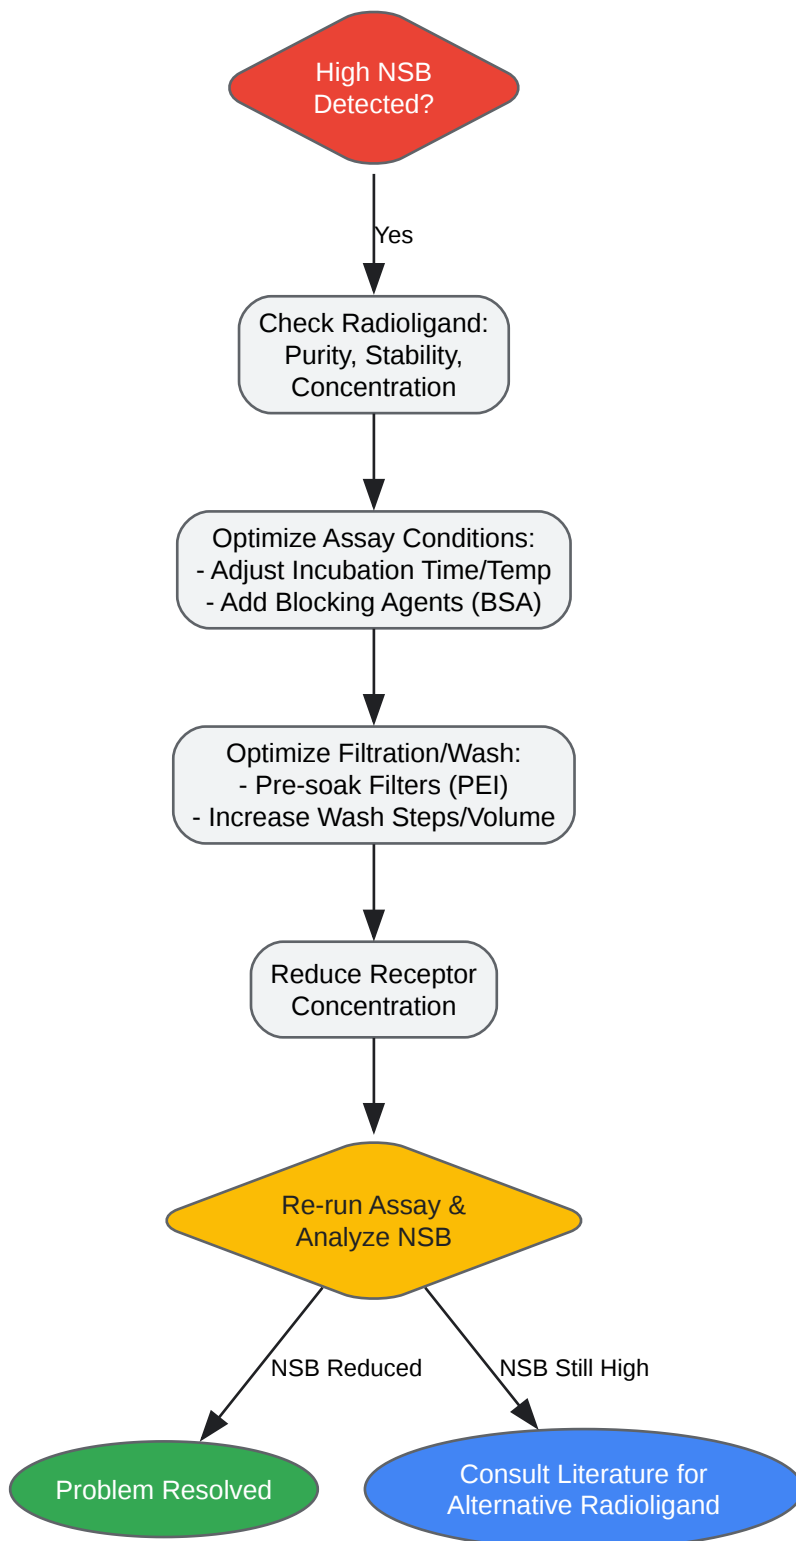 High NSB
Detected?
Yes
Check Radioligand:
Purity, Stability,
Concentration
Optimize Assay Conditions:
- Adjust Incubation Time/Temp
- Add Blocking Agents (BSA)
Optimize Filtration/Wash:
- Pre-soak Filters (PEI)
- Increase Wash Steps/Volume
Reduce Receptor
Concentration
Re-run Assay &
Analyze NSB
NSB Reduced
NSB Still High
Problem Resolved
Consult Literature for
Alternative Radioligand